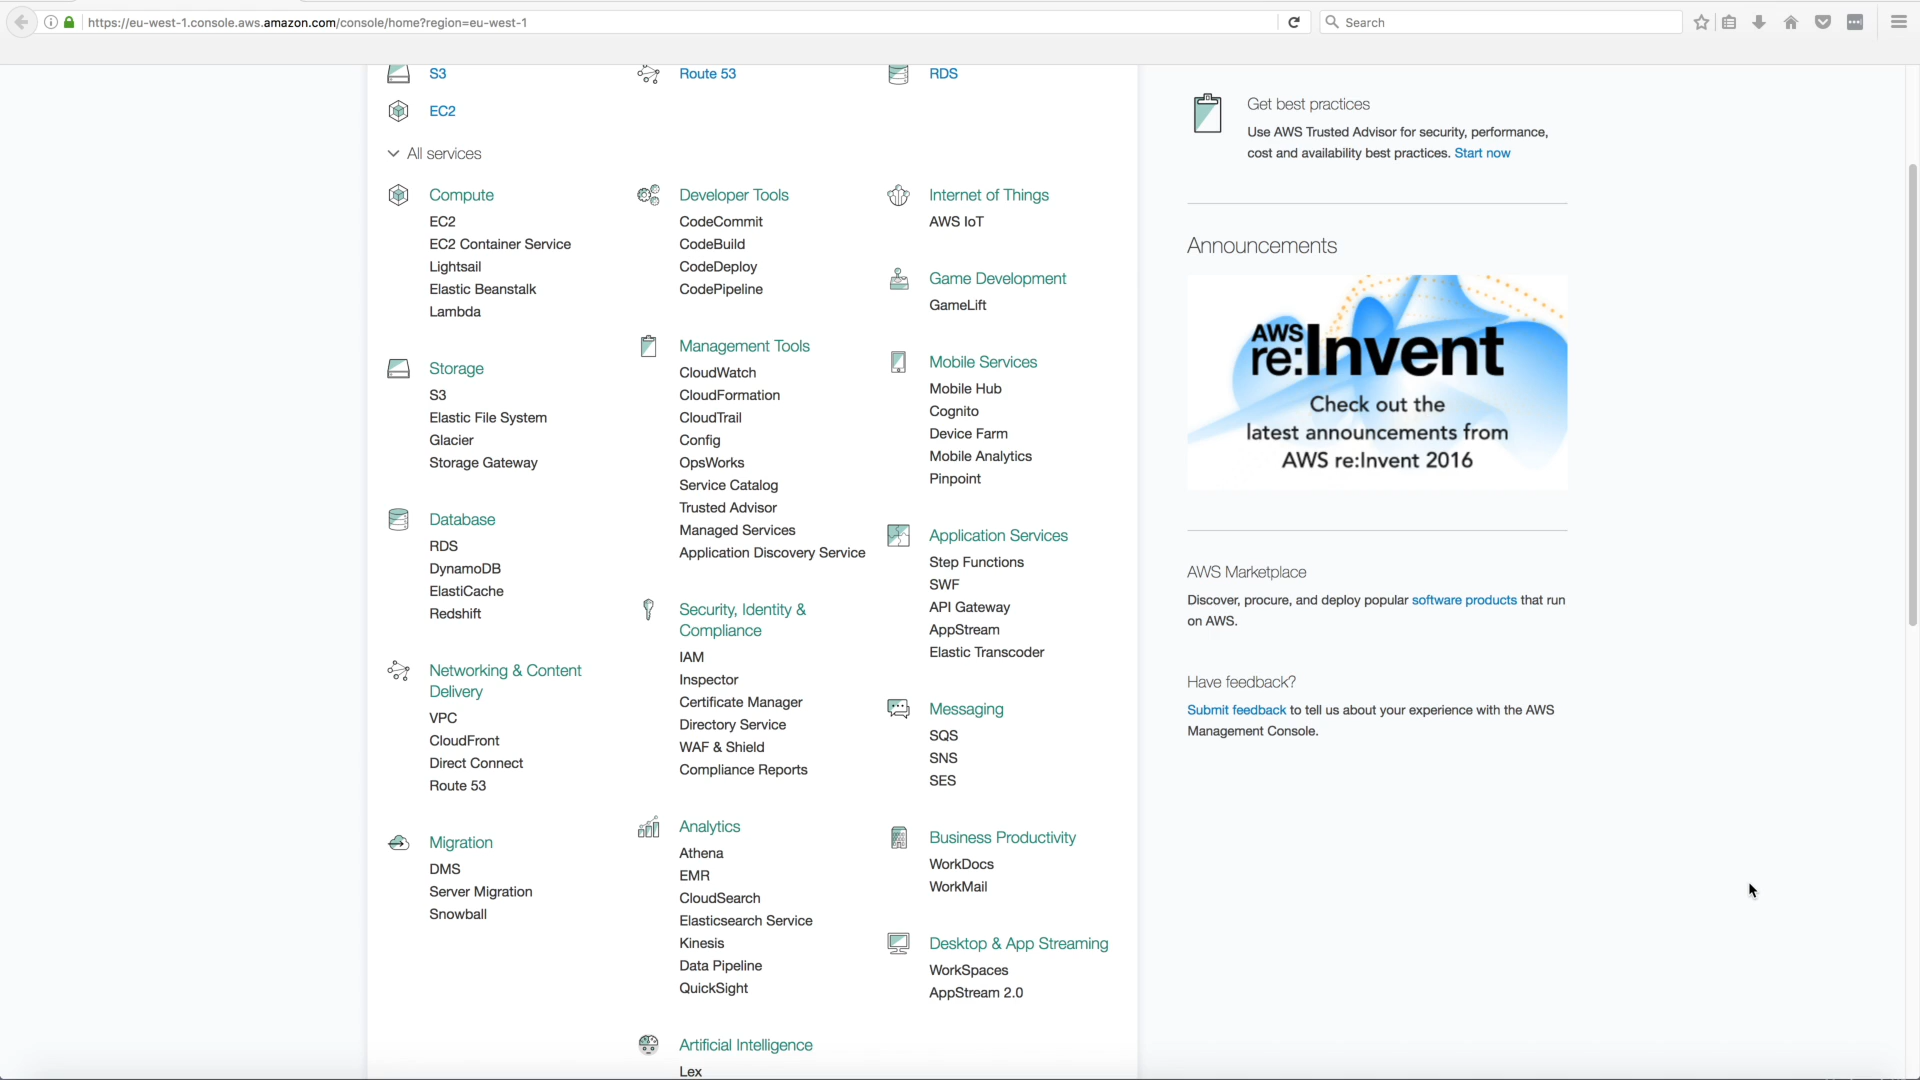 https://eu-west-1.console.aws.amazon.com/console/home?region=eu-west-1
Search
S3
Route 53
RDS
EC2
All services
Compute
EC2
EC2 Container Service
Lightsail
Elastic Beanstalk
Lambda
Storage
S3
Elastic File System
Glacier
Storage Gateway
Database
RDS
DynamoDB
ElastiCache
Redshift
Networking & Content
Delivery
VPC
CloudFront
Direct Connect
Route 53
Migration
DMS
Server Migration
Snowball
Developer Tools
CodeCommit
CodeBuild
CodeDeploy
CodePipeline
Management Tools
CloudWatch
CloudFormation
CloudTrail
Config
OpsWorks
Service Catalog
Trusted Advisor
Managed Services
Application Discovery Service
Security, Identity &
Compliance
IAM
Inspector
Certificate Manager
Directory Service
WAF & Shield
Compliance Reports
Analytics
Athena
EMR
CloudSearch
Elasticsearch Service
Kinesis
Data Pipeline
QuickSight
Artificial Intelligence
Lex
Internet of Things
AWS IoT
Game Development
GameLift
Mobile Services
Mobile Hub
Cognito
Device Farm
Mobile Analytics
Pinpoint
Application Services
Step Functions
SWF
API Gateway
AppStream
Elastic Transcoder
Messaging
SQS
SNS
SES
Business Productivity
WorkDocs
WorkMail
Desktop & App Streaming
WorkSpaces
AppStream 2.0
Get best practices
Use AWS Trusted Advisor for security, performance,
cost and availability best practices. Start now
Announcements
AWS
re:Invent
Check out the
latest announcements from
AWS re:Invent 2016
AWS Marketplace
Discover, procure, and deploy popular software products that run
on AWS.
Have feedback?
Submit feedback to tell us about your experience with the AWS
Management Console.